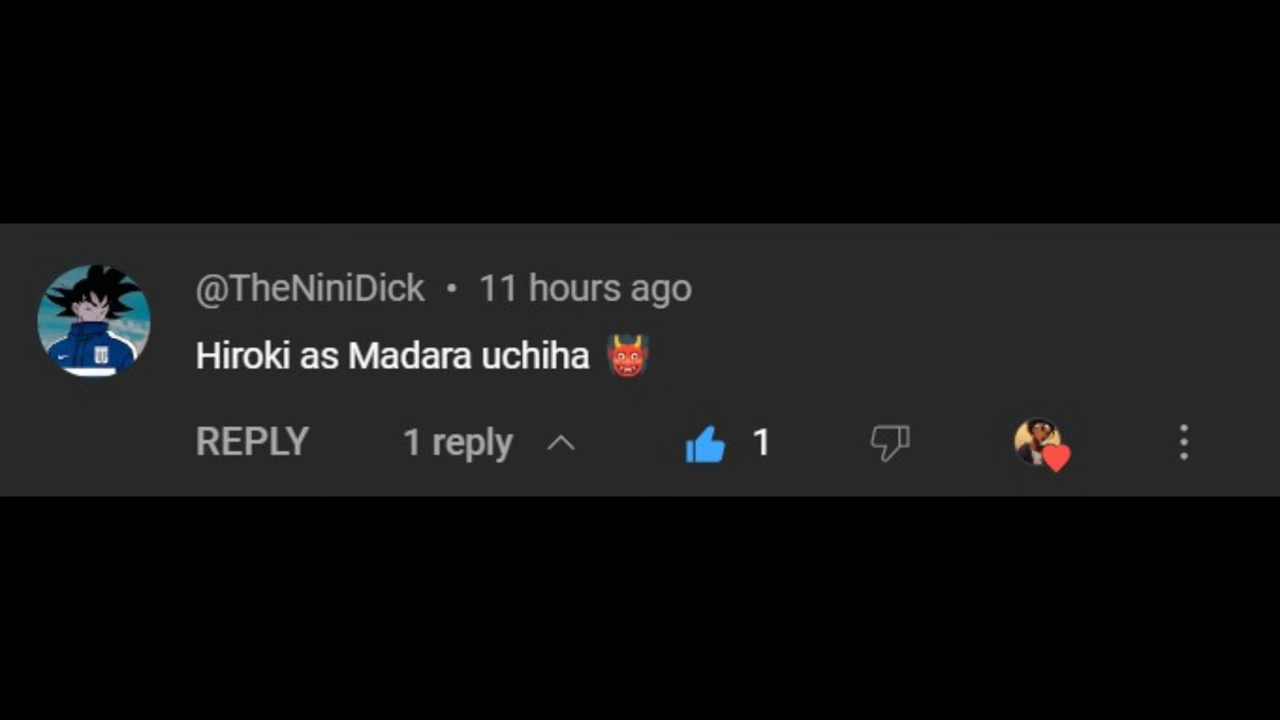 @TheNiniDick • 11 hours ago
Hiroki as Madara uchiha 👹
REPLY 1 reply 1